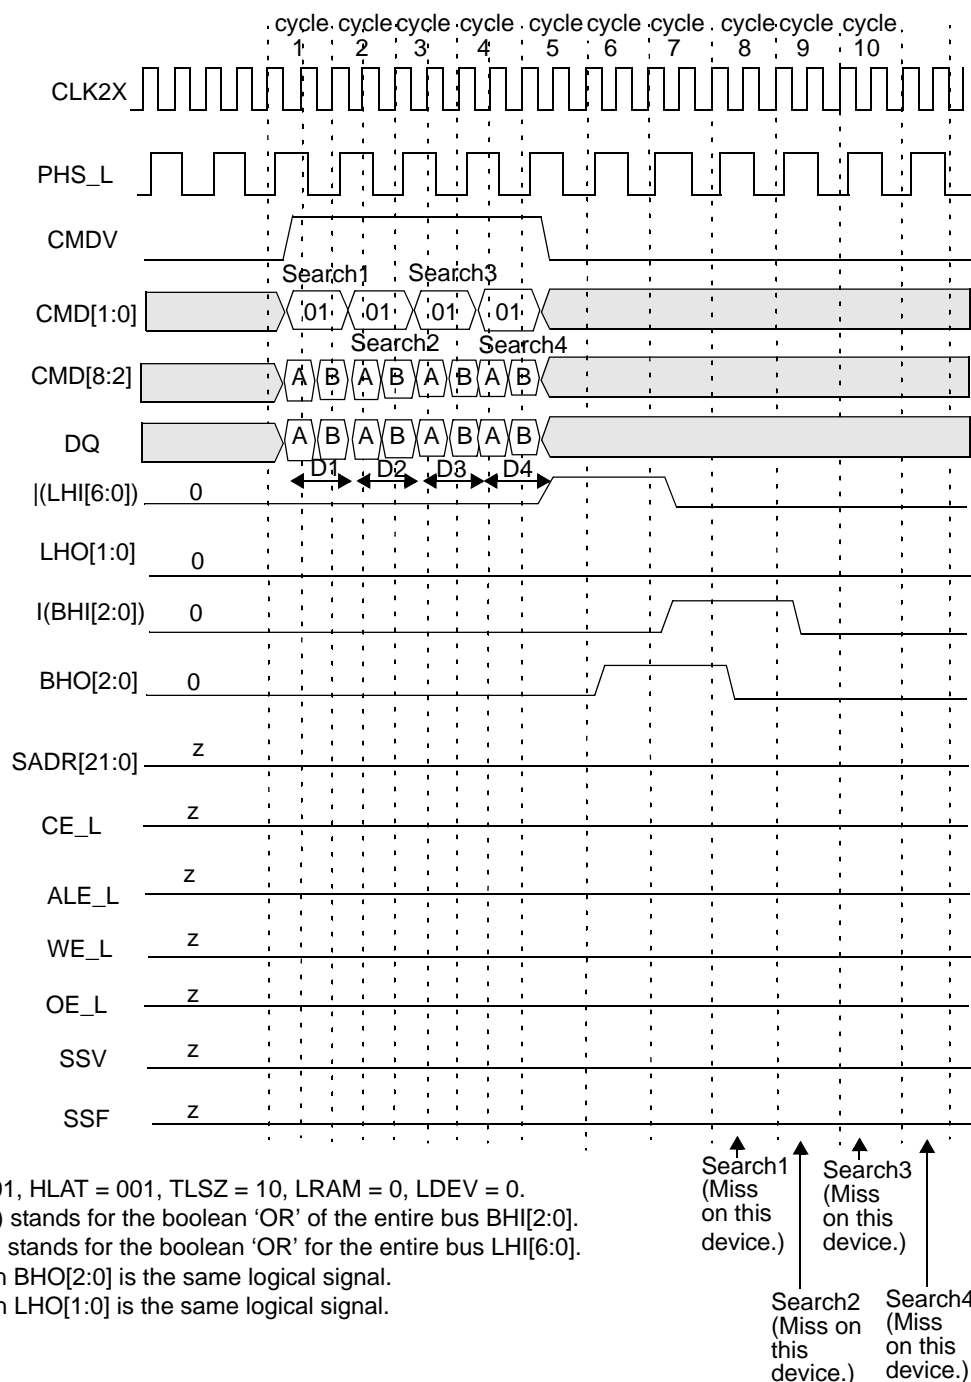 cycle cycle cycle cycle cycle cycle cycle cycle cycle cycle
1 2 3 4 5 6 7 8 9 10
CLK2X
PHS_L
CMDV
Search1 Search3
CMD[1:0] 01 01 01 01
Search2 Search4
CMD[8:2] A B A B A B A B
DQ A B A B A B A B
D1 D2 D3 D4
|(LHI[6:0]) 0
LHO[1:0] 0
I(BHI[2:0]) 0
BHO[2:0] 0
SADR[21:0] z
CE_L z
ALE_L z
WE_L z
OE_L z
SSV z
SSF z
Search1
(Miss
on this
device.)
Search3
(Miss
on this
device.)
Search2
(Miss on
this
device.)
Search4
(Miss
on this
device.)
01, HLAT = 001, TLSZ = 10, LRAM = 0, LDEV = 0.
) stands for the boolean ‘OR’ of the entire bus BHI[2:0].
stands for the boolean ‘OR’ for the entire bus LHI[6:0].
n BHO[2:0] is the same logical signal.
n LHO[1:0] is the same logical signal.